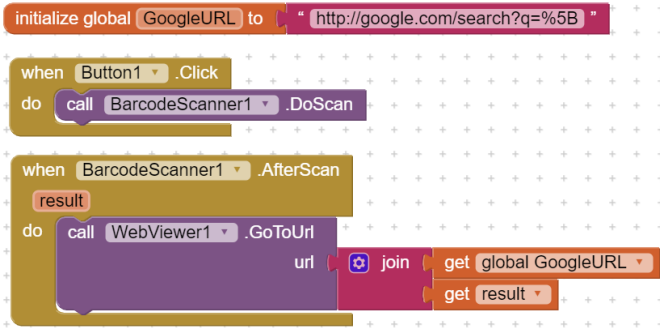 initialize global GoogleURL to " http://google.com/search?q=%5B "
when Button1 .Click
do call BarcodeScanner1 .DoScan
when BarcodeScanner1 .AfterScan
result
do call WebViewer1 .GoToUrl
url join get global GoogleURL
get result